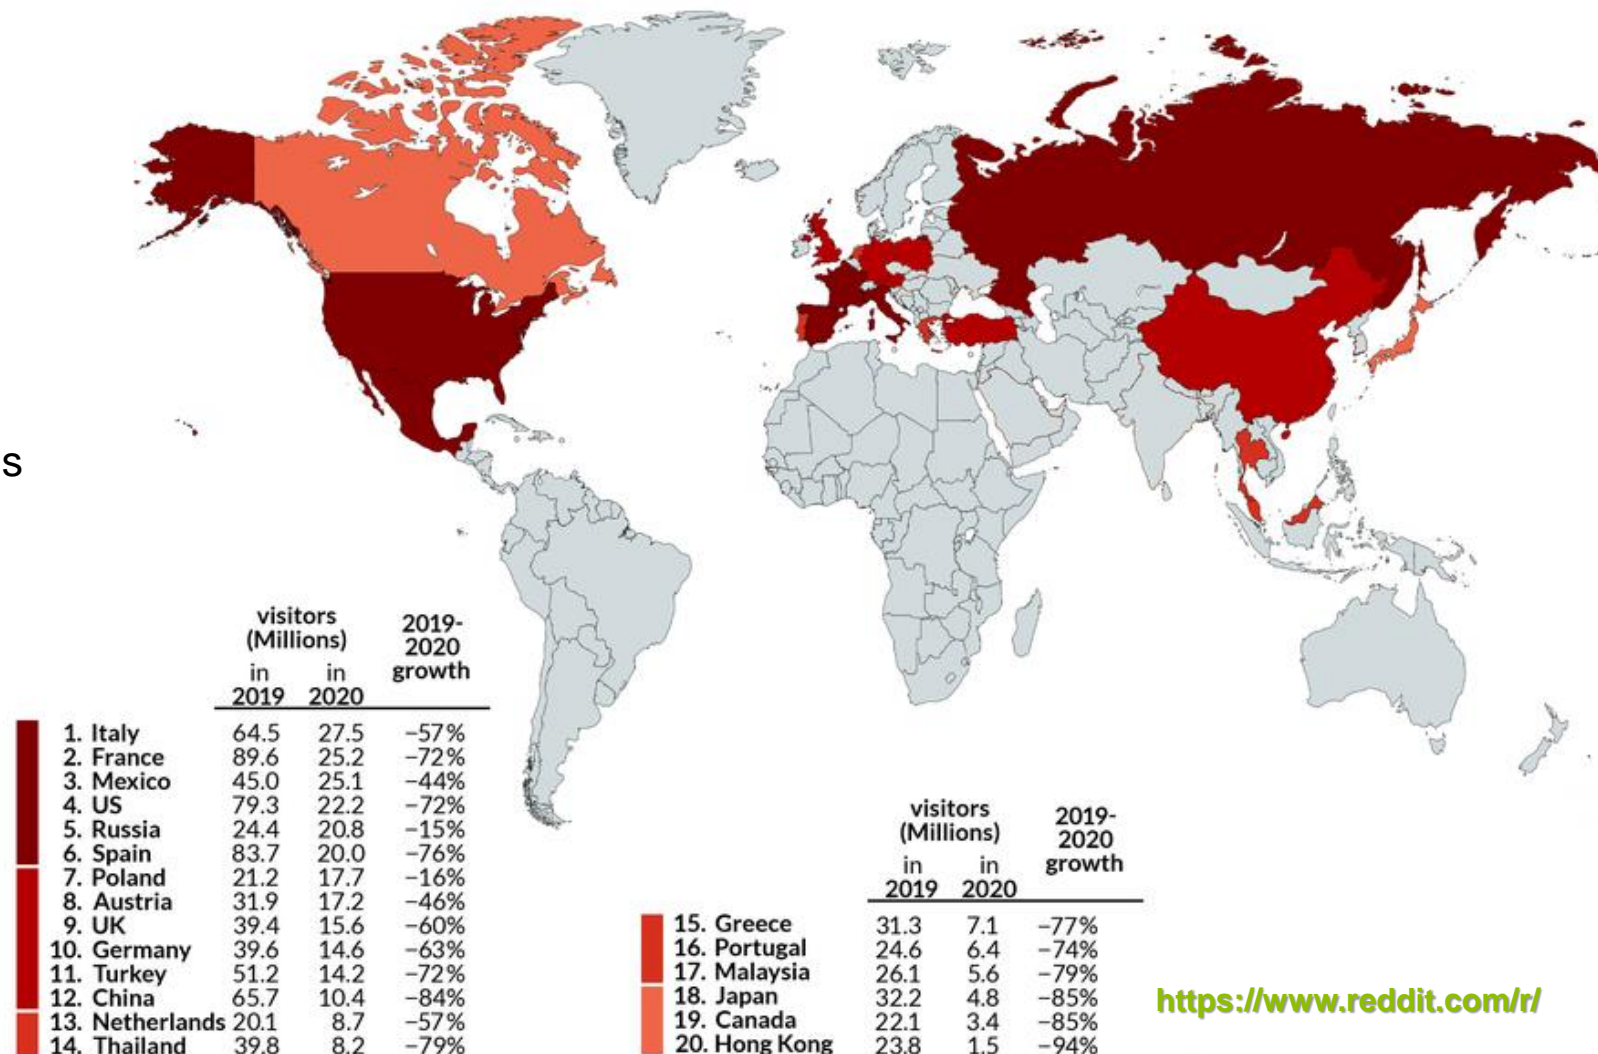 s
visitors
(Millions)
2019-
2020
growth
in
2019
in
2020
1. Italy 64.5 27.5 −57%
2. France 89.6 25.2 −72%
3. Mexico 45.0 25.1 −44%
4. US 79.3 22.2 −72%
5. Russia 24.4 20.8 −15%
6. Spain 83.7 20.0 −76%
7. Poland 21.2 17.7 −16%
8. Austria 31.9 17.2 −46%
9. UK 39.4 15.6 −60%
10. Germany 39.6 14.6 −63%
11. Turkey 51.2 14.2 −72%
12. China 65.7 10.4 −84%
13. Netherlands 20.1 8.7 −57%
14. Thailand 39.8 8.2 −79%
visitors
(Millions)
2019-
2020
growth
in
2019
in
2020
15. Greece 31.3 7.1 −77%
16. Portugal 24.6 6.4 −74%
17. Malaysia 26.1 5.6 −79%
18. Japan 32.2 4.8 −85%
19. Canada 22.1 3.4 −85%
20. Hong Kong 23.8 1.5 −94%
https://www.reddit.com/r/